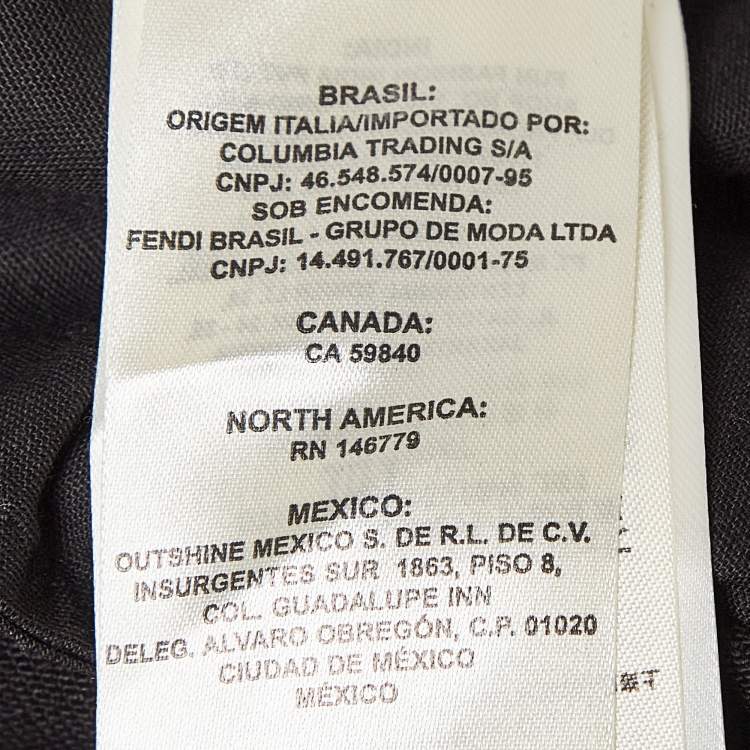 BRASIL:
ORIGEM ITALIA/IMPORTADO POR:
COLUMBIA TRADING S/A
CNPJ: 46.548.574/0007-95
SOB ENCOMENDA:
FENDI BRASIL - GRUPO DE MODA LTDA
CNPJ: 14.491.767/0001-75
CANADA:
CA 59840
NORTH AMERICA:
RN 146779
MEXICO:
OUTSHINE MEXICO S. DE R.L. DE C.V.
INSURGENTES SUR 1863, PISO 8,
COL. GUADALUPE INN
DELEG. ALVARO OBREGÓN, C.P. 01020
CIUDAD DE MÉXICO
MÉXICO